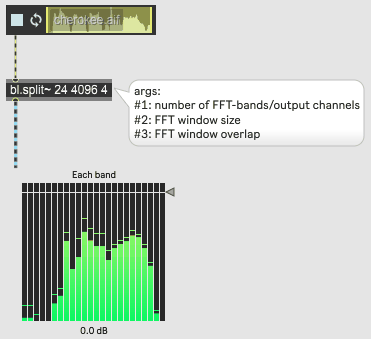 cherokee.aif
bl.split~ 24 4096 4
args:
#1: number of FFT-bands/output channels
#2: FFT window size
#3: FFT window overlap
Each band
0.0 dB